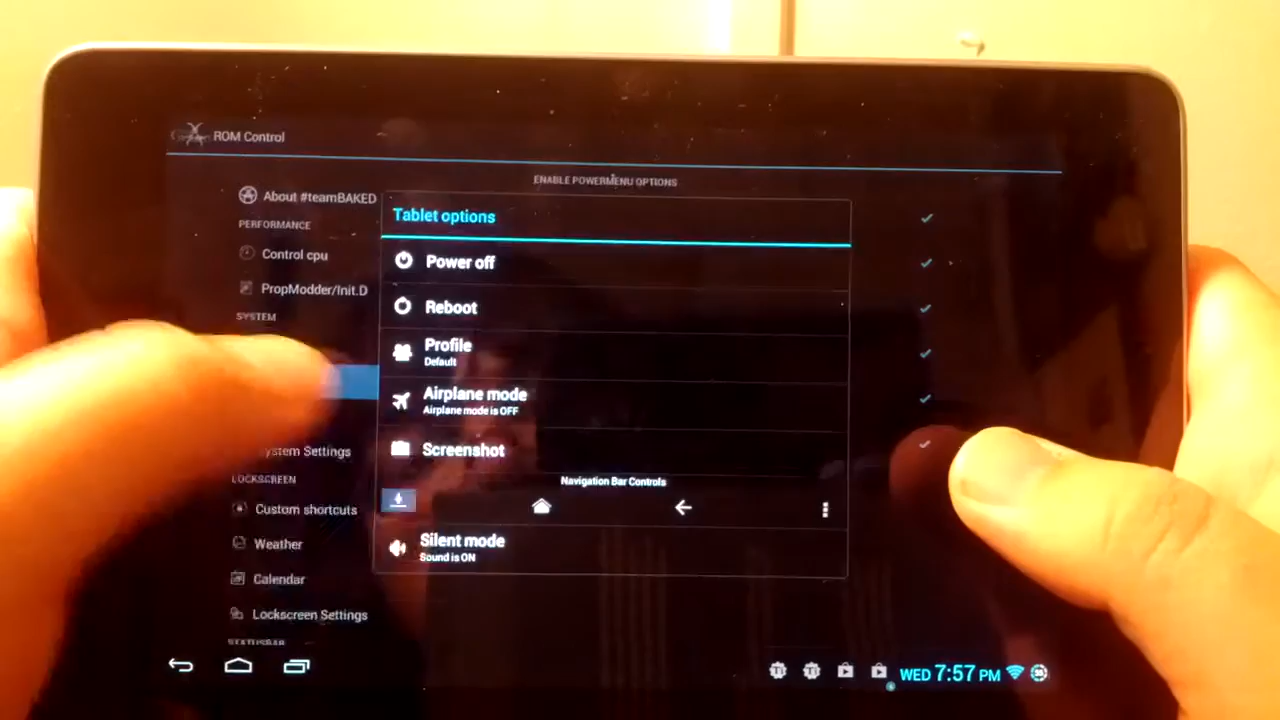 ROM Control
ENABLE POWERMENU OPTIONS
About #teamBAKED
PERFORMANCE
Control cpu
PropModder/Init.D
SYSTEM
System Settings
LOCKSCREEN
Custom shortcuts
Weather
Calendar
Lockscreen Settings
STATUSBAR
Tablet options
Power off
Reboot
Profile
Default
Airplane mode
Airplane mode is OFF
Screenshot
Navigation Bar Controls
Silent mode
Sound is ON
WED 7:57 PM